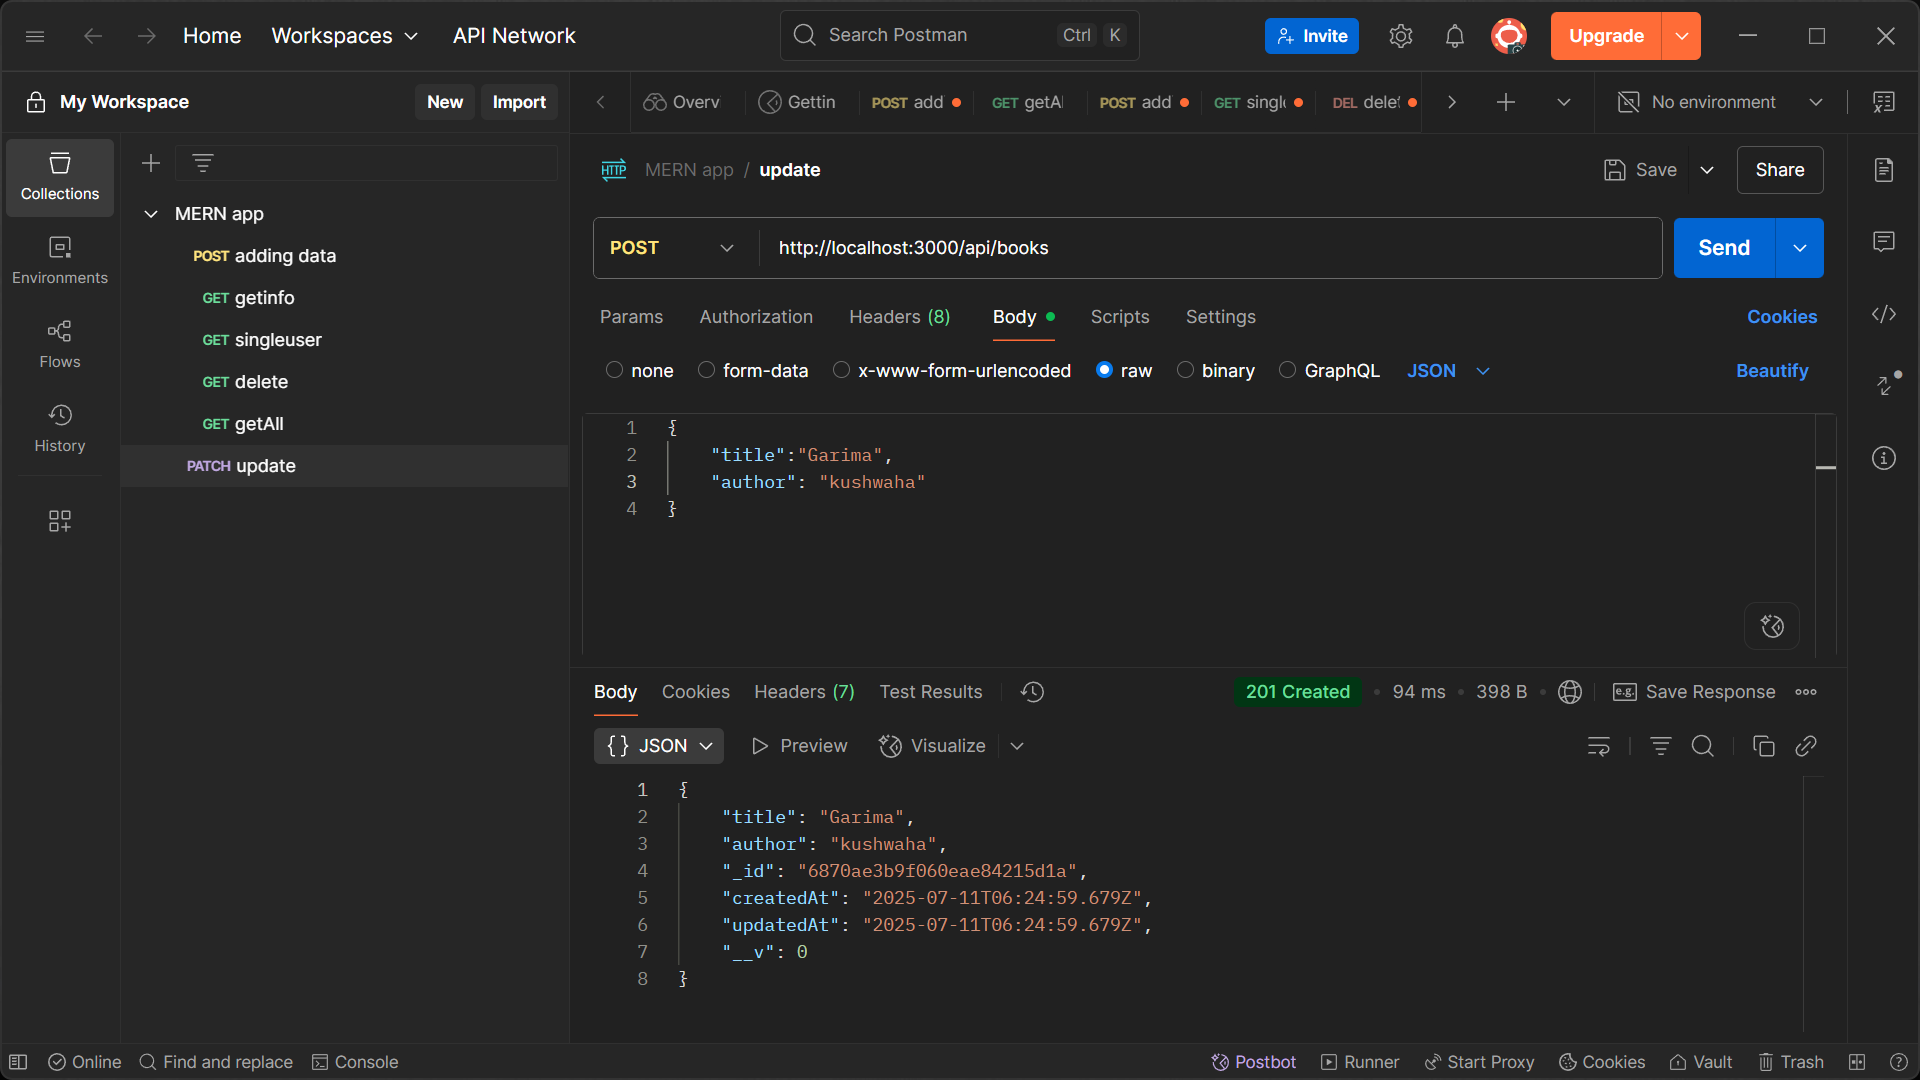 Home Workspaces API Network Search Postman Ctrl K Invite Upgrade
My Workspace New Import Overv Gettin POST add GET getA POST add GET singl DEL dele No environment
HTTP MERN app / update Save Share
Collections
MERN app
POST adding data
GET getinfo
GET singleuser
GET delete
GET getAll
PATCH update
Environments
Flows
History
POST http://localhost:3000/api/books Send
Params Authorization Headers (8) Body Scripts Settings Cookies
none form-data x-www-form-urlencoded raw binary GraphQL JSON Beautify
1 {
2 "title":"Garima",
3 "author": "kushwaha"
4 }
Body Cookies Headers (7) Test Results 201 Created 94 ms 398 B e.g. Save Response
{} JSON Preview Visualize
1 {
2 "title": "Garima",
3 "author": "kushwaha",
4 "_id": "6870ae3b9f060eae84215d1a",
5 "createdAt": "2025-07-11T06:24:59.679Z",
6 "updatedAt": "2025-07-11T06:24:59.679Z",
7 "__v": 0
8 }
Online Find and replace Console Postbot Runner Start Proxy Cookies Vault Trash